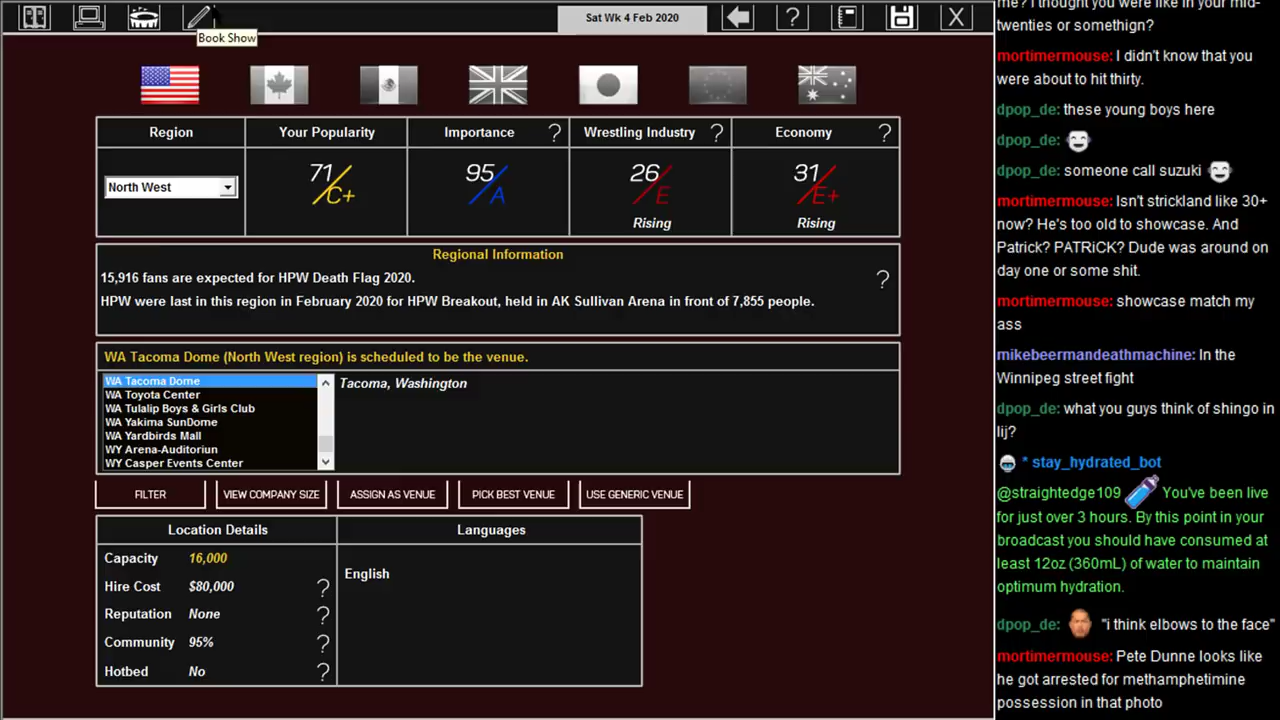 Sat Wk 4 Feb 2020
Book Show
Region
Your Popularity
Importance ?
Wrestling Industry ?
Economy ?
North West
71 C+
95 A
26 E
Rising
31 E+
Rising
Regional Information
15,916 fans are expected for HPW Death Flag 2020.
HPW were last in this region in February 2020 for HPW Breakout, held in AK Sullivan Arena in front of 7,855 people.
?
WA Tacoma Dome (North West region) is scheduled to be the venue.
WA Tacoma Dome
WA Toyota Center
WA Tulalip Boys & Girls Club
WA Yakima SunDome
WA Yardbirds Mall
WY Arena-Auditoriun
WY Casper Events Center
Tacoma, Washington
FILTER
VIEW COMPANY SIZE
ASSIGN AS VENUE
PICK BEST VENUE
USE GENERIC VENUE
Location Details
Capacity 16,000
Hire Cost $80,000 ?
Reputation None ?
Community 95% ?
Hotbed No ?
Languages
English
me? I thought you were like in your mid-
twenties or somethign?
mortimermouse: I didn't know that you
were about to hit thirty.
dpop_de: these young boys here
dpop_de:
dpop_de: someone call suzuki
mortimermouse: Isn't strickland like 30+
now? He's too old to showcase. And
Patrick? PATRiCK? Dude was around on
day one or some shit.
mortimermouse: showcase match my
ass
mikebeermandeathmachine: In the
Winnipeg street fight
dpop_de: what you guys think of shingo in
lij?
* stay_hydrated_bot
@straightedge109 You've been live
for just over 3 hours. By this point in your
broadcast you should have consumed at
least 12oz (360mL) of water to maintain
optimum hydration.
dpop_de: "i think elbows to the face"
mortimermouse: Pete Dunne looks like
he got arrested for methamphetimine
possession in that photo